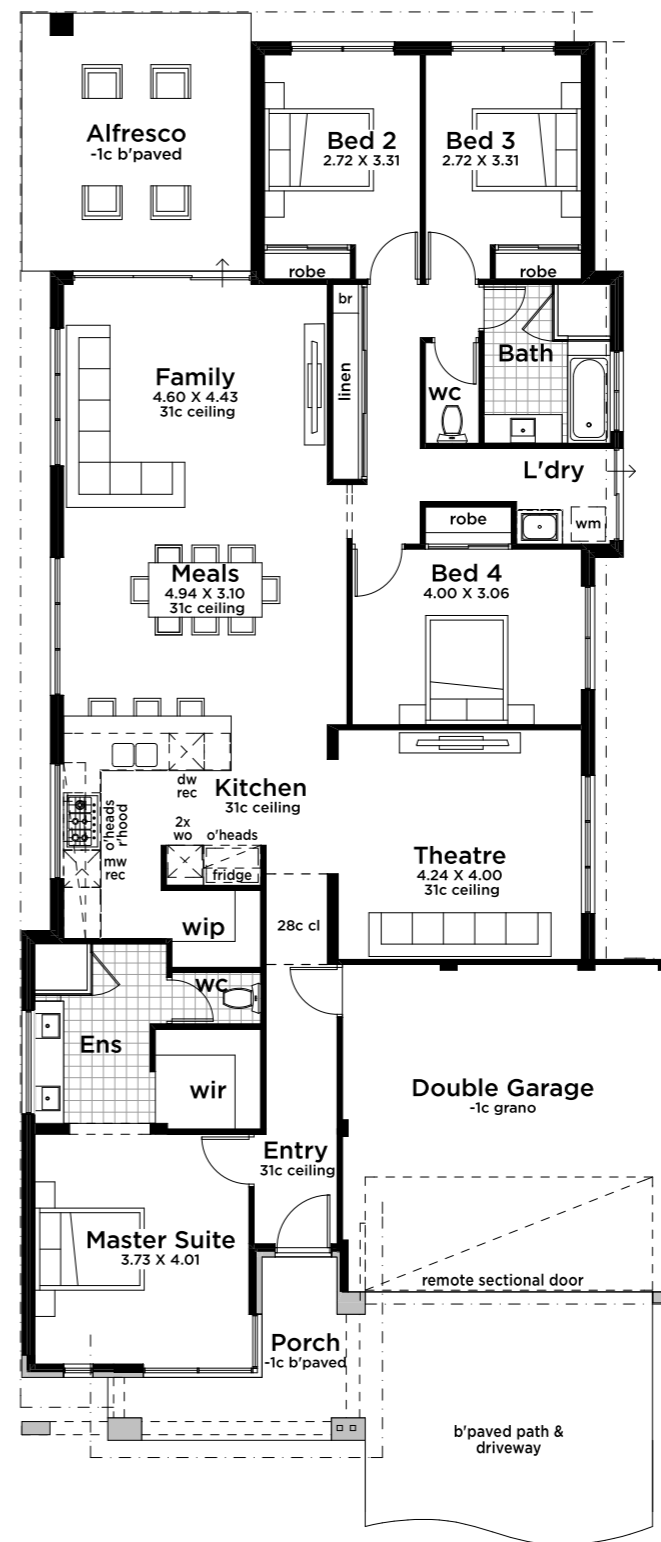 Alfresco
-1c b'paved
Bed 2
2.72 X 3.31
Bed 3
2.72 X 3.31
robe
robe
br
linen
Family
4.60 X 4.43
31c ceiling
Bath
WC
L'dry
wm
robe
Meals
4.94 X 3.10
31c ceiling
Bed 4
4.00 X 3.06
dw
rec
Kitchen
31c ceiling
o'heads
r'hood
mw
rec
2x
wo
o'heads
fridge
Theatre
4.24 X 4.00
31c ceiling
wip
28c cl
WC
Ens
wir
Double Garage
-1c grano
Entry
31c ceiling
Master Suite
3.73 X 4.01
remote sectional door
Porch
-1c b'paved
b'paved path &
driveway